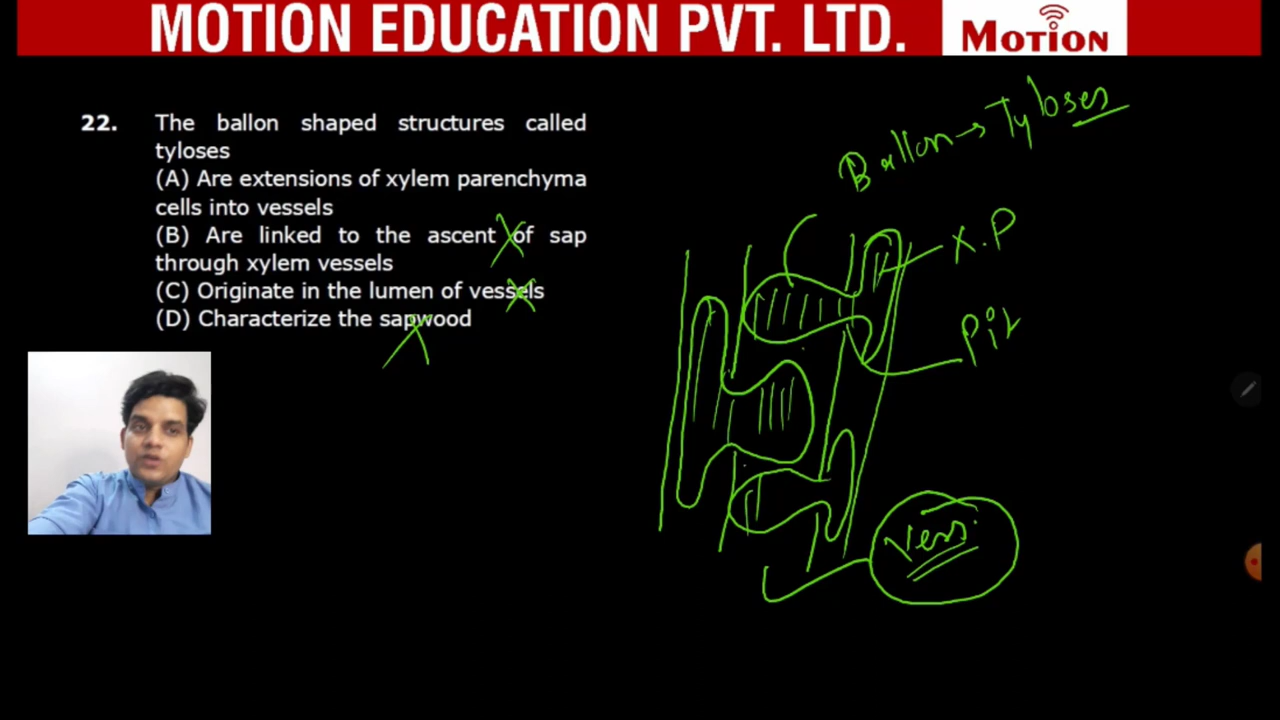 MOTION EDUCATION PVT. LTD.
MOTION
22. The ballon shaped structures called
tyloses
(A) Are extensions of xylem parenchyma
cells into vessels
(B) Are linked to the ascent of sap
through xylem vessels
(C) Originate in the lumen of vessels
(D) Characterize the sapwood
Ballon → Tyloses
X.P
Pit
Vess.